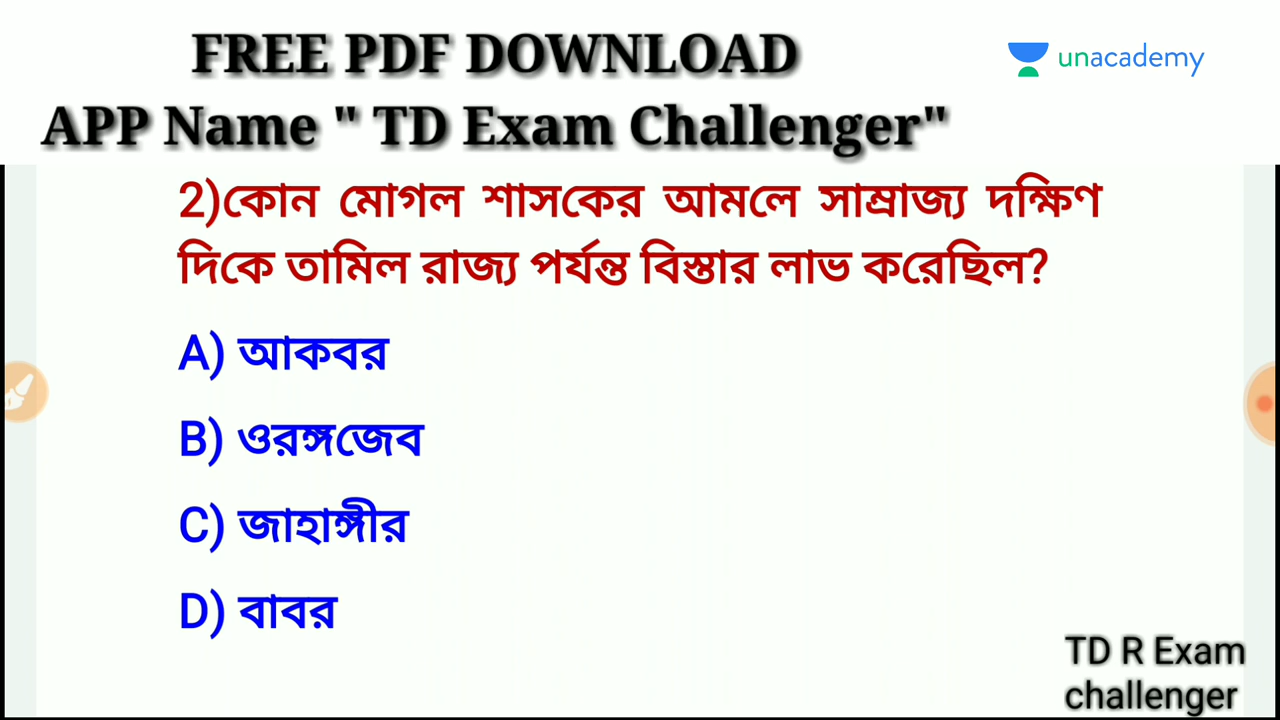 FREE PDF DOWNLOAD
unacademy
APP Name " TD Exam Challenger"
2)কোন মোগল শাসকের আমলে সাম্রাজ্য দক্ষিণ
দিকে তামিল রাজ্য পর্যন্ত বিস্তার লাভ করেছিল?
A) আকবর
B) ওরঙ্গজেব
C) জাহাঙ্গীর
D) বাবর
TD R Exam
challenger